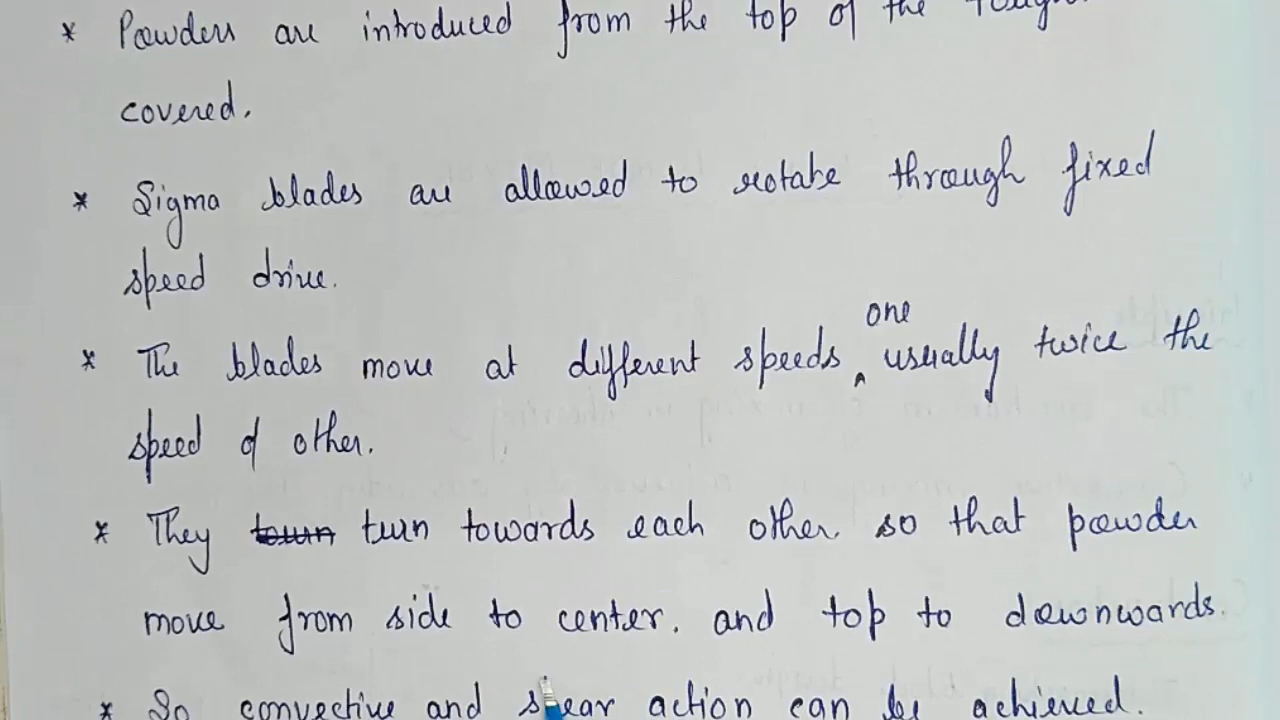 * Powders are introduced from the top of the
covered.
* Sigma blades are allowed to rotate through fixed
speed drive.
one
* The blades move at different speeds ^ usually twice the
speed of other.
* They town turn towards each other. so that powder
move from side to center. and top to downwards.
* So convective and shear action can be achieved.